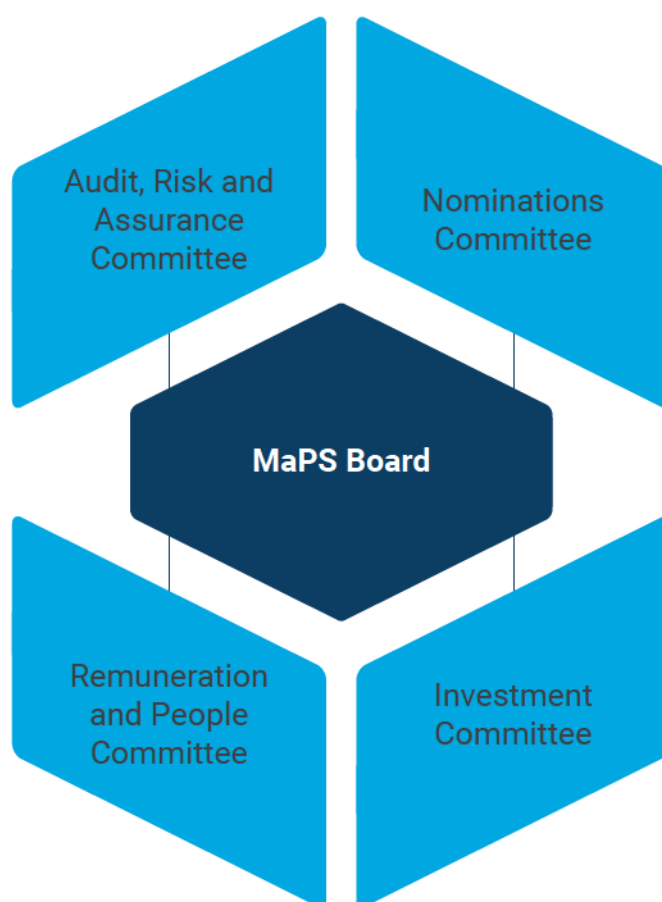 Audit, Risk and
Assurance
Committee
Nominations
Committee
MaPS Board
Remuneration
and People
Committee
Investment
Committee